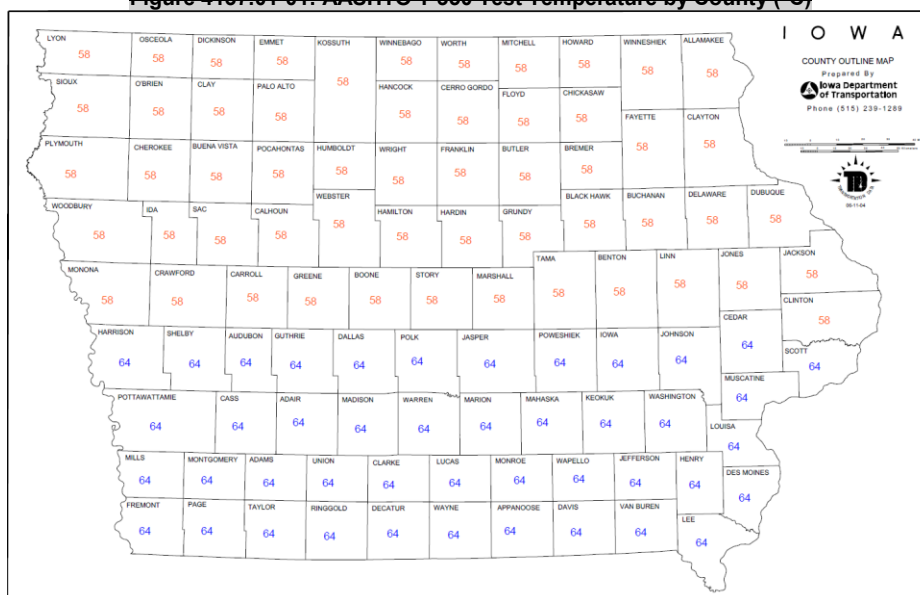 Test Temperature by County
I O W A
COUNTY OUTLINE MAP
Prepared By
Iowa Department
of Transportation
Phone (515) 239-1289
LYON
58
OSCEOLA
58
DICKINSON
58
EMMET
58
KOSSUTH
58
WINNEBAGO
58
WORTH
58
MITCHELL
58
HOWARD
58
WINNESHIEK
58
ALLAMAKEE
58
SIOUX
58
O'BRIEN
58
CLAY
58
PALO ALTO
58
HANCOCK
58
CERRO GORDO
58
FLOYD
58
CHICKASAW
58
FAYETTE
58
CLAYTON
58
PLYMOUTH
58
CHEROKEE
58
BUENA VISTA
58
POCAHONTAS
58
HUMBOLDT
58
WRIGHT
58
FRANKLIN
58
BUTLER
58
BREMER
58
WOODBURY
58
IDA
58
SAC
58
CALHOUN
58
WEBSTER
58
HAMILTON
58
HARDIN
58
GRUNDY
58
BLACK HAWK
58
BUCHANAN
58
DELAWARE
58
DUBUQUE
58
MONONA
58
CRAWFORD
58
CARROLL
58
GREENE
58
BOONE
58
STORY
58
MARSHALL
58
TAMA
58
BENTON
58
LINN
58
JONES
58
JACKSON
58
CLINTON
58
HARRISON
64
SHELBY
64
AUDUBON
64
GUTHRIE
64
DALLAS
64
POLK
64
JASPER
64
POWESHIEK
64
IOWA
64
JOHNSON
64
CEDAR
64
SCOTT
64
MUSCATINE
64
POTTAWATTAMIE
64
CASS
64
ADAIR
64
MADISON
64
WARREN
64
MARION
64
MAHASKA
64
KEOKUK
64
WASHINGTON
64
LOUISA
64
MILLS
64
MONTGOMERY
64
ADAMS
64
UNION
64
CLARKE
64
LUCAS
64
MONROE
64
WAPELLO
64
JEFFERSON
64
HENRY
64
DES MOINES
64
FREMONT
64
PAGE
64
TAYLOR
64
RINGGOLD
64
DECATUR
64
WAYNE
64
APPANOOSE
64
DAVIS
64
VAN BUREN
64
LEE
64